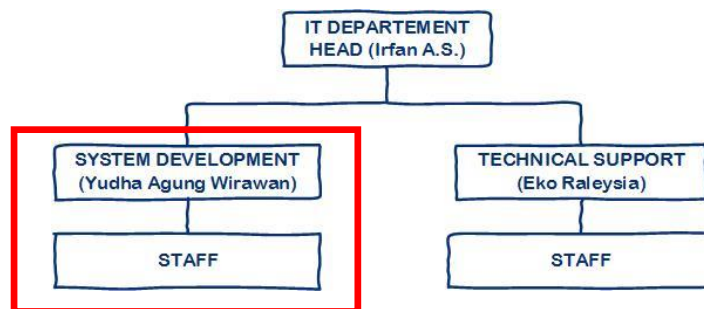 IT DEPARTEMENT
HEAD (Irfan A.S.)
SYSTEM DEVELOPMENT
(Yudha Agung Wirawan)
TECHNICAL SUPPORT
(Eko Raleysia)
STAFF
STAFF